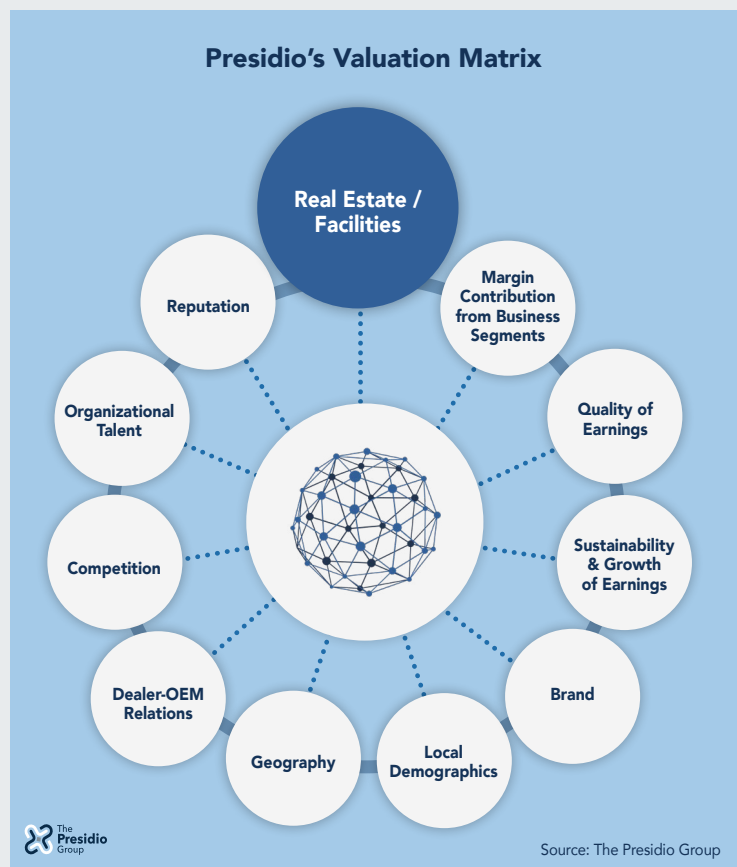 Presidio’s Valuation Matrix
Real Estate /
Facilities
Margin
Contribution
from Business
Segments
Quality of
Earnings
Sustainability
& Growth
of Earnings
Brand
Local
Demographics
Geography
Dealer-OEM
Relations
Competition
Organizational
Talent
Reputation
The
Presidio
Group
Source: The Presidio Group